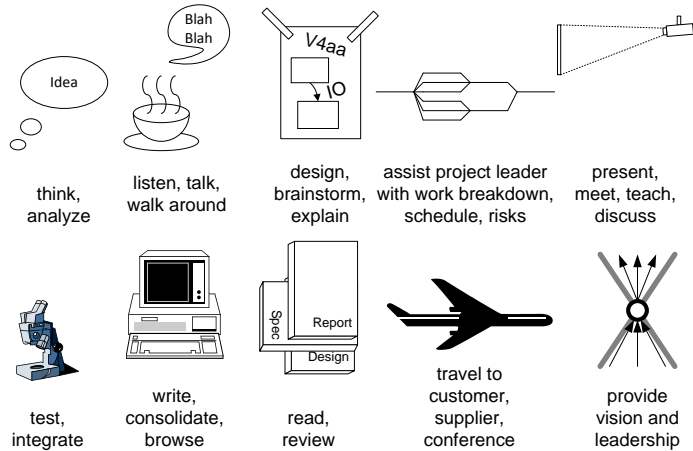 Idea
Blah
Blah
V4aa
IO
think,
analyze
listen, talk,
walk around
design,
brainstorm,
explain
assist project leader
with work breakdown,
schedule, risks
present,
meet, teach,
discuss
Spec
Report
Design
test,
integrate
write,
consolidate,
browse
read,
review
travel to
customer,
supplier,
conference
provide
vision and
leadership